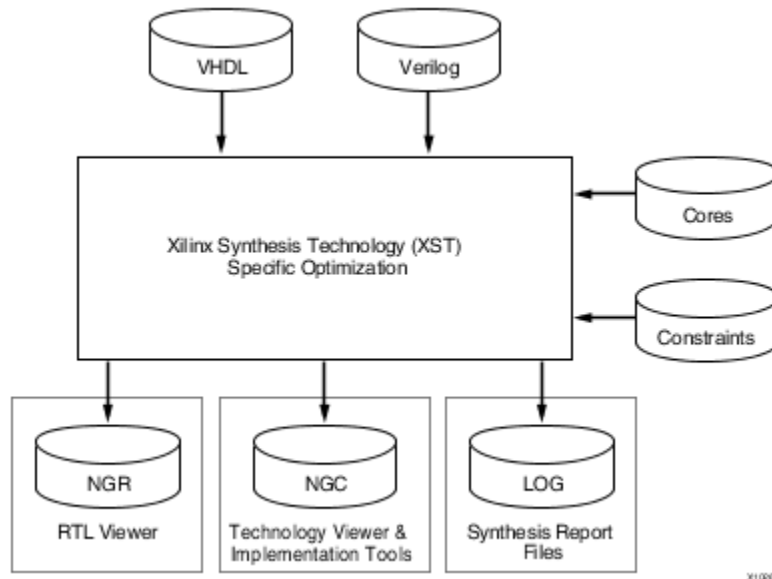 VHDL
Verilog
Xilinx Synthesis Technology (XST)
Specific Optimization
Cores
Constraints
NGR
NGC
LOG
RTL Viewer
Technology Viewer &
Implementation Tools
Synthesis Report
Files